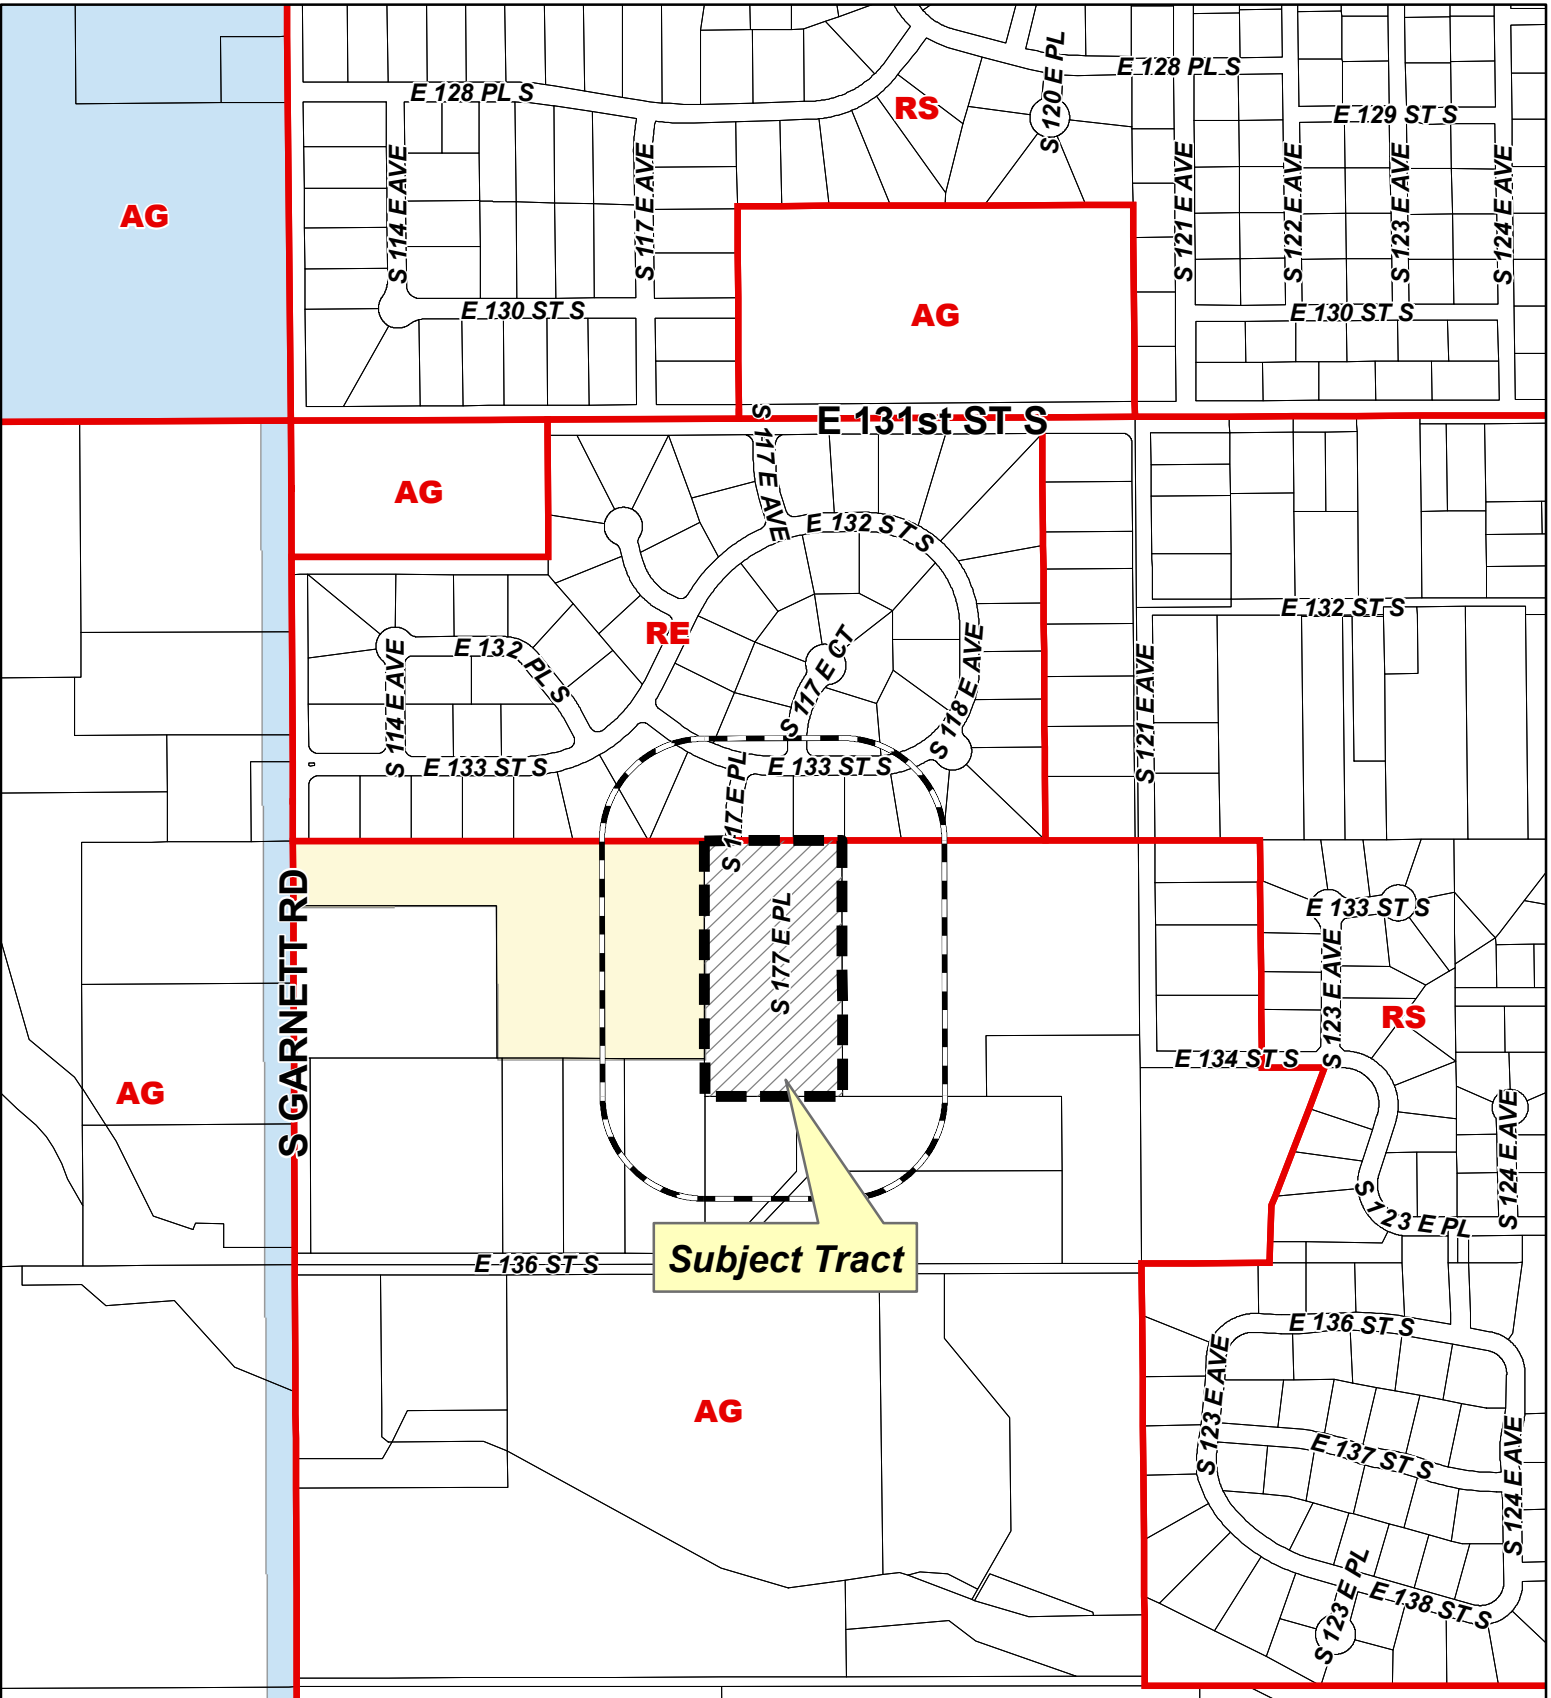 S 120 E PL
E 128 PL S
E 128 PL S
RS
E 129 ST S
S 114 E AVE
S 117 E AVE
S 121 E AVE
S 122 E AVE
S 123 E AVE
S 124 E AVE
AG
E 130 ST S
AG
E 130 ST S
E 131st ST S
S 117 E AVE
AG
E 132 ST S
E 132 ST S
RE
E 132 PL S
S 114 E AVE
S 117 E CT
S 118 E AVE
S 121 E AVE
E 133 ST S
E 133 ST S
S 117 E PL
S GARNETT RD
S 177 E PL
E 133 ST S
S 123 E AVE
RS
E 134 ST S
AG
S 124 E AVE
S 123 E PL
E 136 ST S
Subject Tract
E 136 ST S
S 123 E AVE
AG
E 137 ST S
S 124 E AVE
S 123 E PL
E 138 ST S